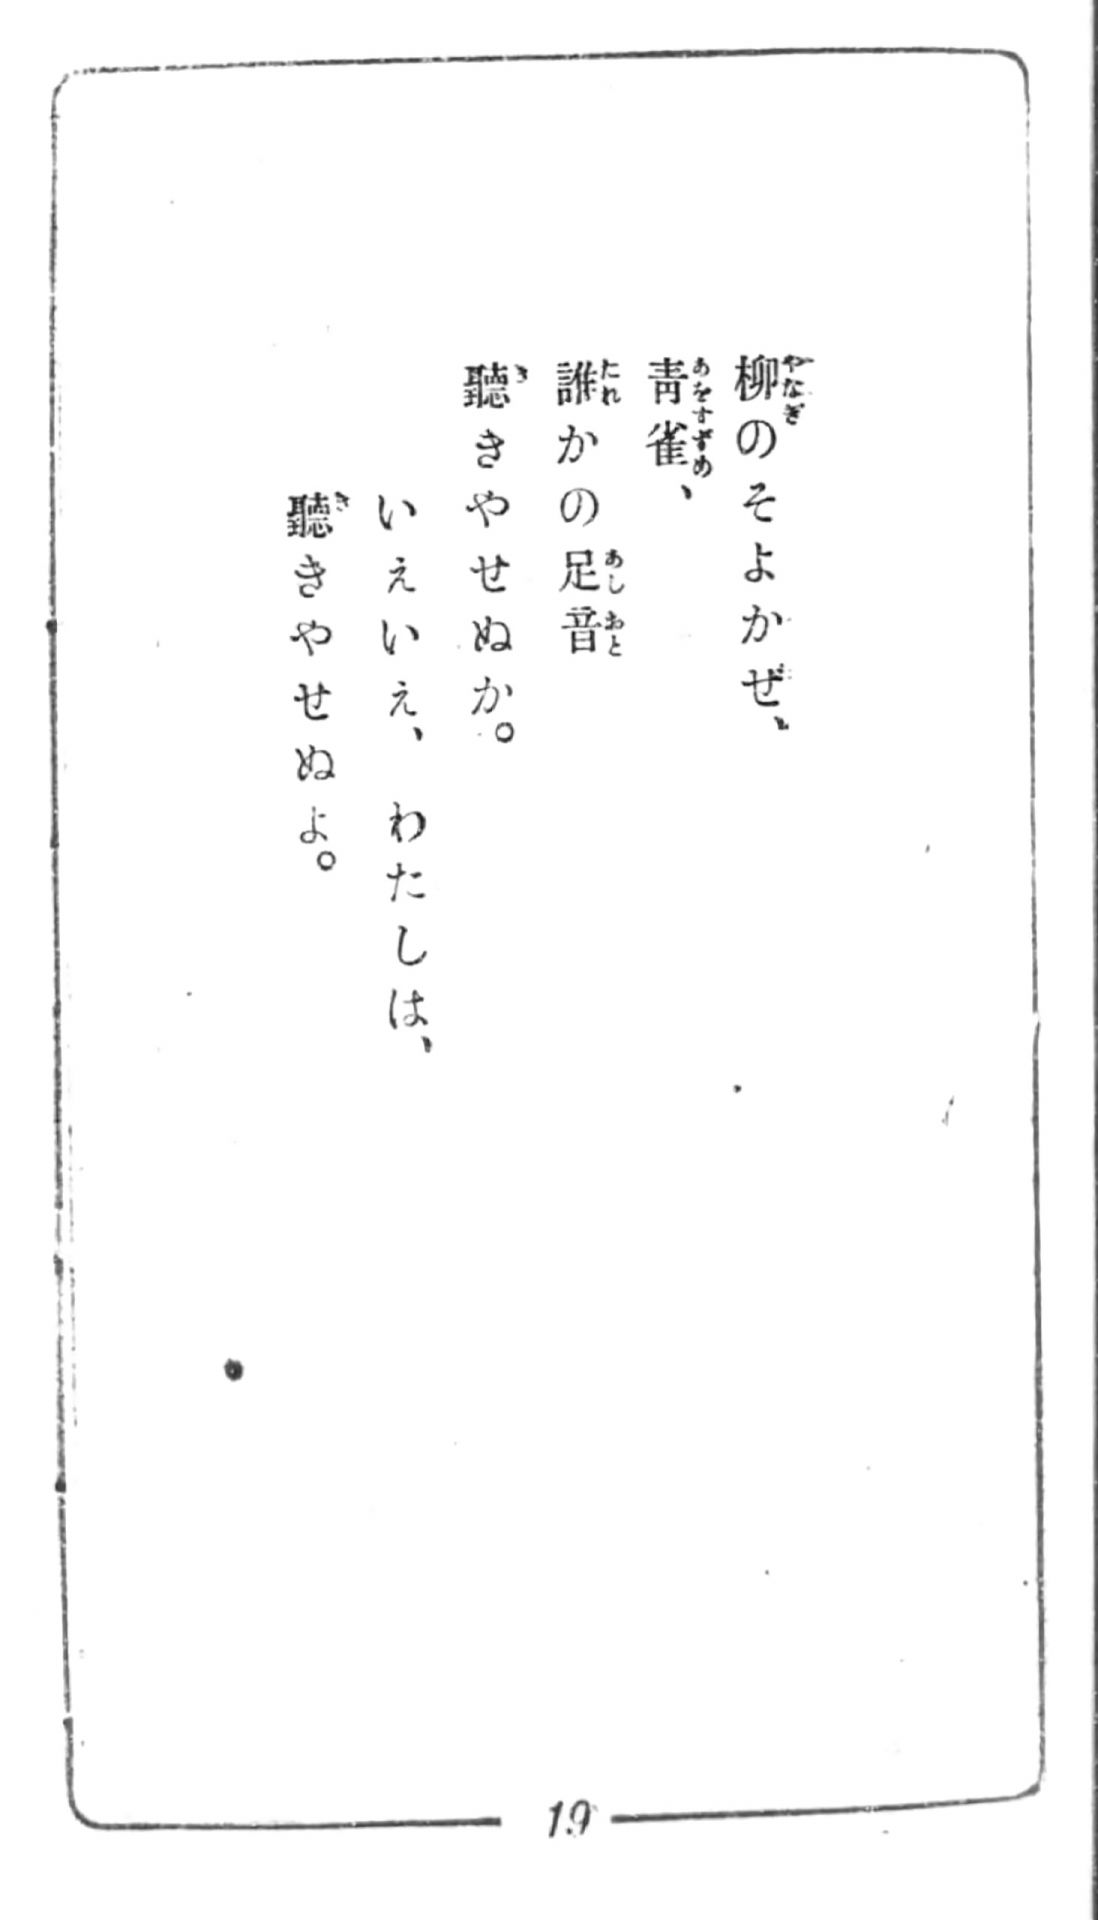 柳のそよかぜ、
靑雀、
誰かの足音
聽きやせぬか。
いえいえ、わたしは、
聽きやせぬよ。
19